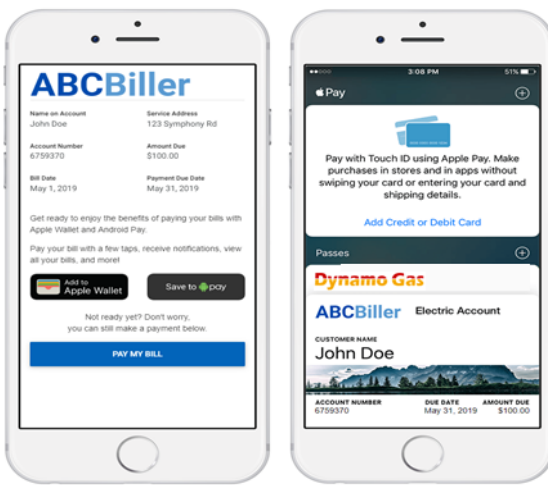 ABCBiller
Name on Account Service Address
John Doe 123 Symphony Rd
Account Number Amount Due
6759370 $100.00
Bill Date Payment Due Date
May 1, 2019 May 31, 2019
Get ready to enjoy the benefits of paying your bills with
Apple Wallet and Android Pay.
Pay your bill with a few taps, receive notifications, view
all your bills, and more!
Add to
Apple Wallet
Save to pay
Not ready yet? Don't worry,
you can still make a payment below.
PAY MY BILL
3:08 PM 51%
Pay
Pay with Touch ID using Apple Pay. Make
purchases in stores and in apps without
swiping your card or entering your card and
shipping details.
Add Credit or Debit Card
Passes
Dynamo Gas
ABCBiller Electric Account
CUSTOMER NAME
John Doe
ACCOUNT NUMBER DUE DATE AMOUNT DUE
6759370 May 31, 2019 $100.00